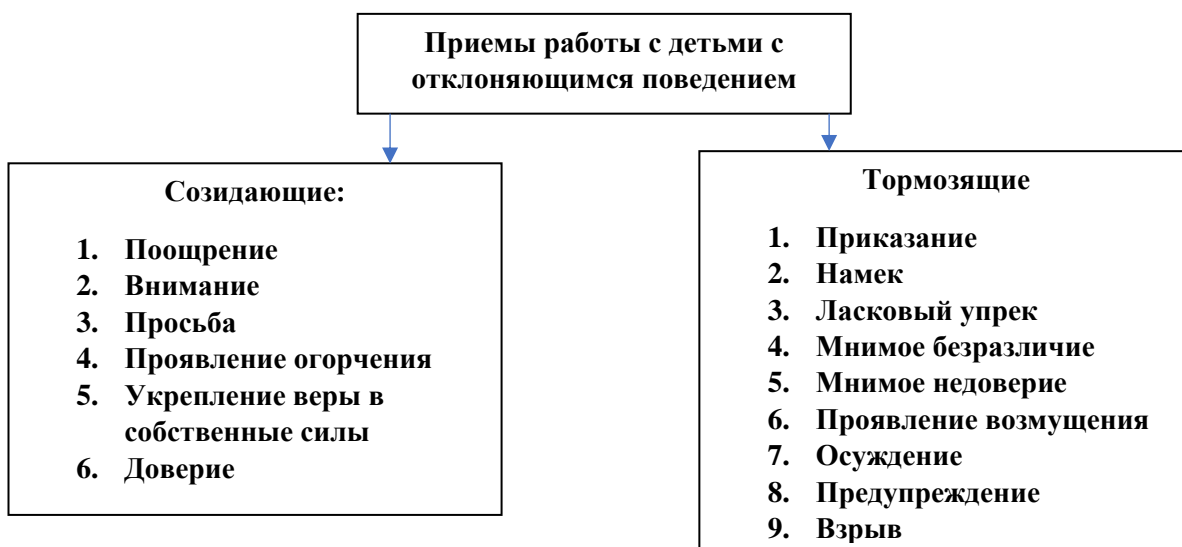 Приемы работы с детьми с
отклоняющимся поведением
Созидающие:
1. Поощрение
2. Внимание
3. Просьба
4. Проявление огорчения
5. Укрепление веры в
собственные силы
6. Доверие
Тормозящие
1. Приказание
2. Намек
3. Ласковый упрек
4. Мнимое безразличие
5. Мнимое недоверие
6. Проявление возмущения
7. Осуждение
8. Предупреждение
9. Взрыв